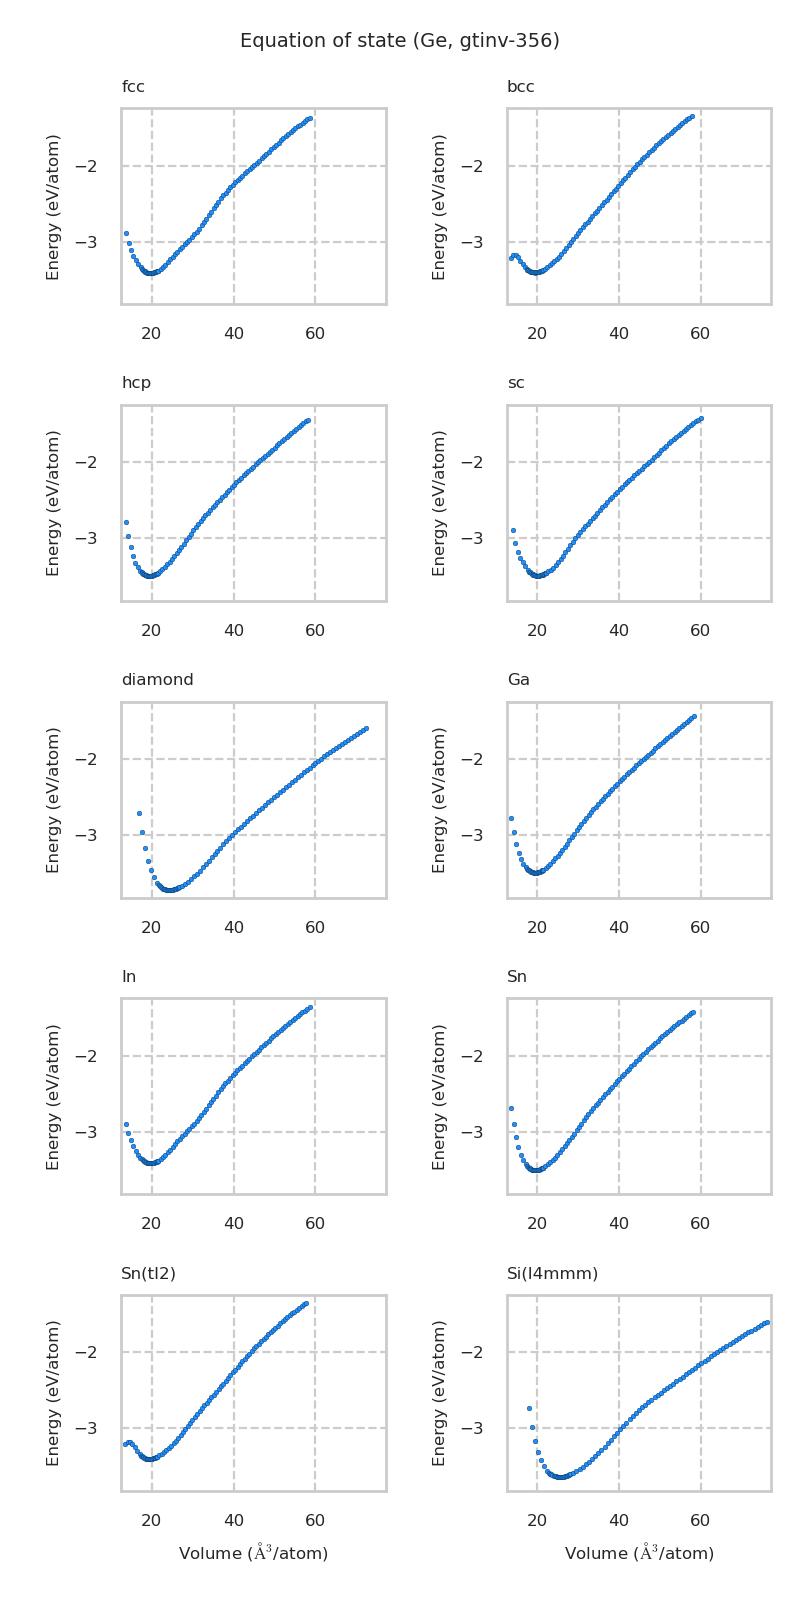 Equation of state (Ge, gtinv-356)
fcc
bcc
Energy (eV/atom)
−2
−3
20 40 60
Energy (eV/atom)
−2
−3
20 40 60
hcp
sc
Energy (eV/atom)
−2
−3
20 40 60
Energy (eV/atom)
−2
−3
20 40 60
diamond
Ga
Energy (eV/atom)
−2
−3
20 40 60
Energy (eV/atom)
−2
−3
20 40 60
In
Sn
Energy (eV/atom)
−2
−3
20 40 60
Energy (eV/atom)
−2
−3
20 40 60
Sn(tI2)
Si(I4mmm)
Energy (eV/atom)
−2
−3
20 40 60
Volume (Å³/atom)
Energy (eV/atom)
−2
−3
20 40 60
Volume (Å³/atom)